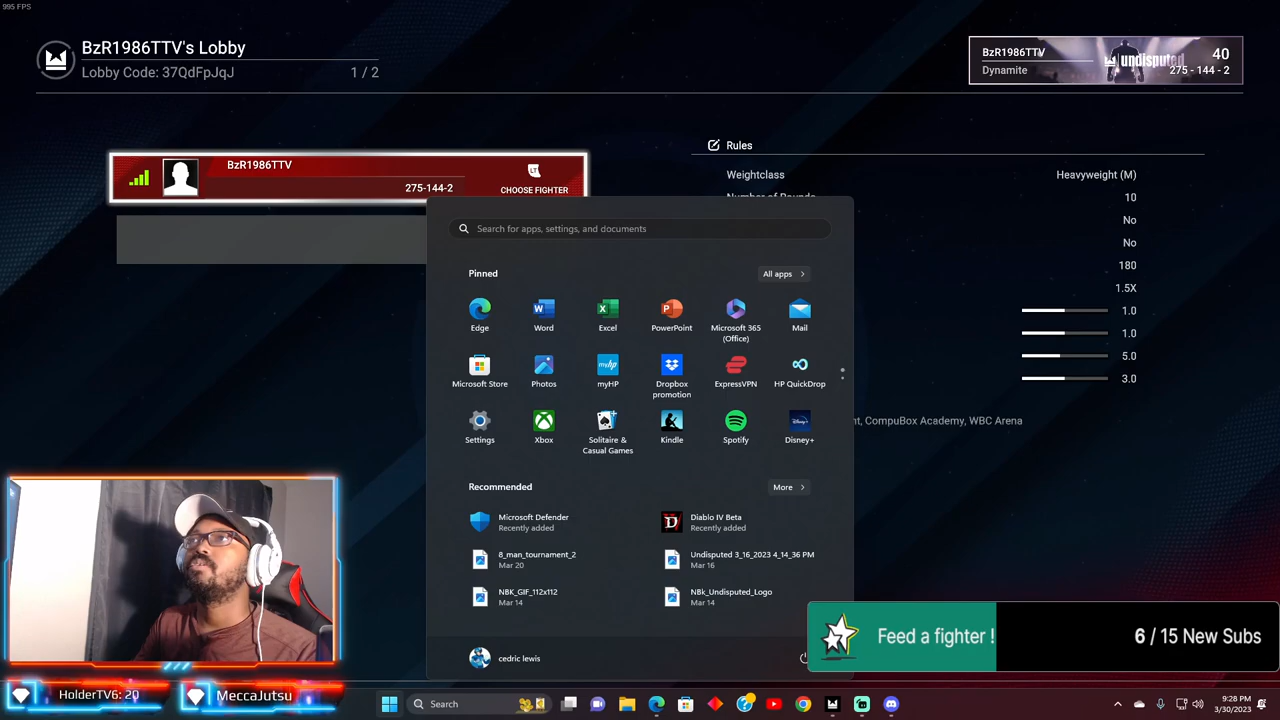 995 FPS
BzR1986TTV's Lobby
Lobby Code: 37QdFpJqJ
1 / 2
BzR1986TTV
40
Dynamite
undisputed
275 - 144 - 2
BzR1986TTV
275-144-2
LT
CHOOSE FIGHTER
Rules
Weightclass
Heavyweight (M)
Number of Rounds
10
No
No
180
1.5X
1.0
1.0
5.0
3.0
nt, CompuBox Academy, WBC Arena
Search for apps, settings, and documents
Pinned
All apps
Edge
Word
Excel
PowerPoint
Microsoft 365
(Office)
Mail
Microsoft Store
Photos
myHP
Dropbox
promotion
ExpressVPN
HP QuickDrop
Settings
Xbox
Solitaire &
Casual Games
Kindle
Spotify
Disney+
Recommended
More
Microsoft Defender
Recently added
Diablo IV Beta
Recently added
8_man_tournament_2
Mar 20
Undisputed 3_16_2023 4_14_36 PM
Mar 16
NBK_GIF_112x112
Mar 14
NBk_Undisputed_Logo
Mar 14
cedric lewis
Feed a fighter !
6 / 15 New Subs
HolderTV6: 20
MeccaJutsu
Search
9:28 PM
3/30/2023